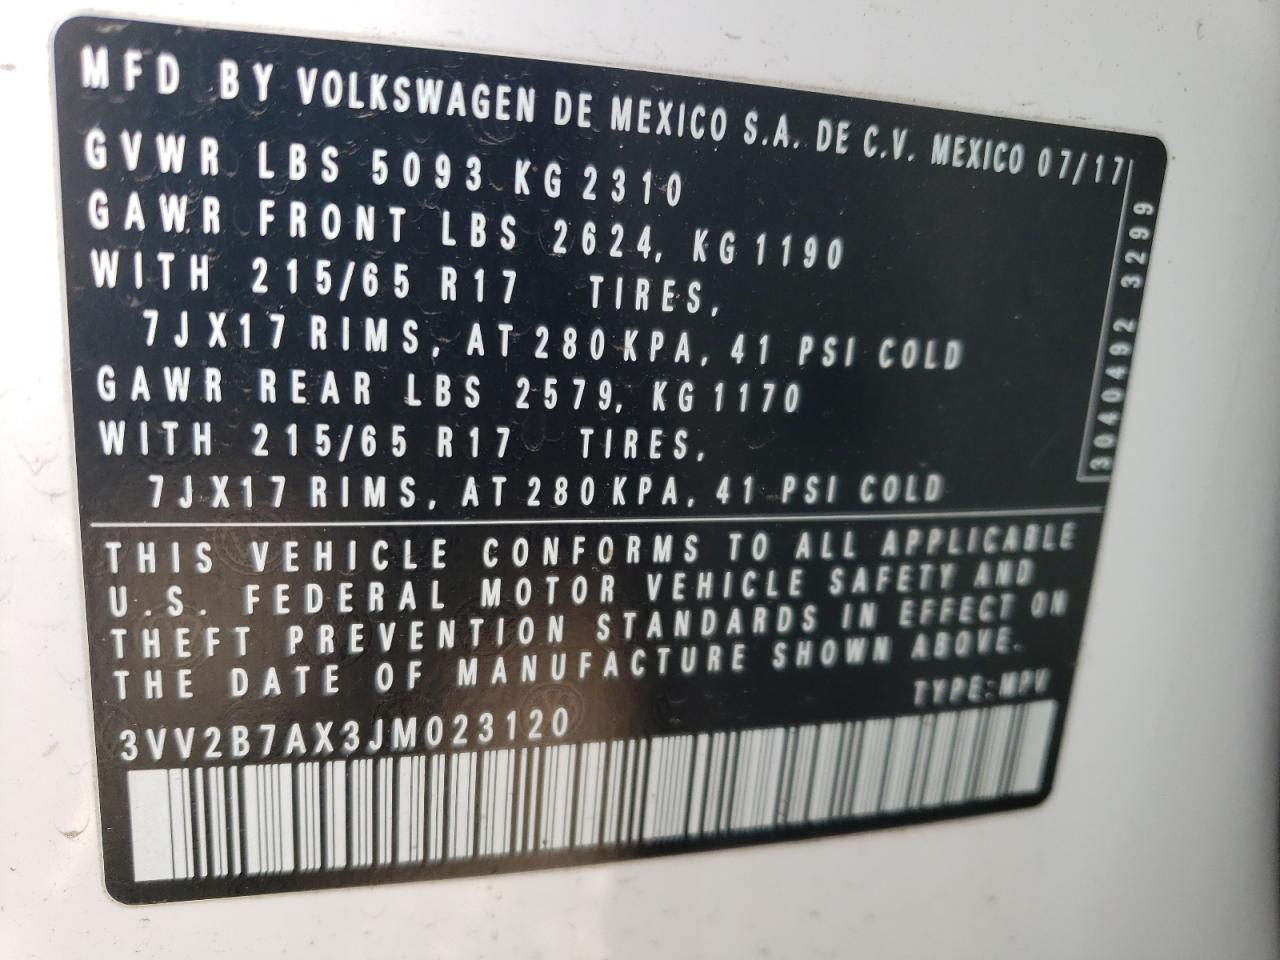 MFD BY VOLKSWAGEN DE MEXICO S.A. DE C.V. MEXICO 07/17
GVWR LBS 5093 KG 2310
GAWR FRONT LBS 2624, KG 1190
WITH 215/65 R17 TIRES,
7JX17 RIMS, AT 280 KPA, 41 PSI COLD
GAWR REAR LBS 2579, KG 1170
WITH 215/65 R17 TIRES,
7JX17 RIMS, AT 280 KPA, 41 PSI COLD
3040492 3299
THIS VEHICLE CONFORMS TO ALL APPLICABLE
U.S. FEDERAL MOTOR VEHICLE SAFETY AND
THEFT PREVENTION STANDARDS IN EFFECT ON
THE DATE OF MANUFACTURE SHOWN ABOVE.
TYPE:MPV
3VV2B7AX3JM023120